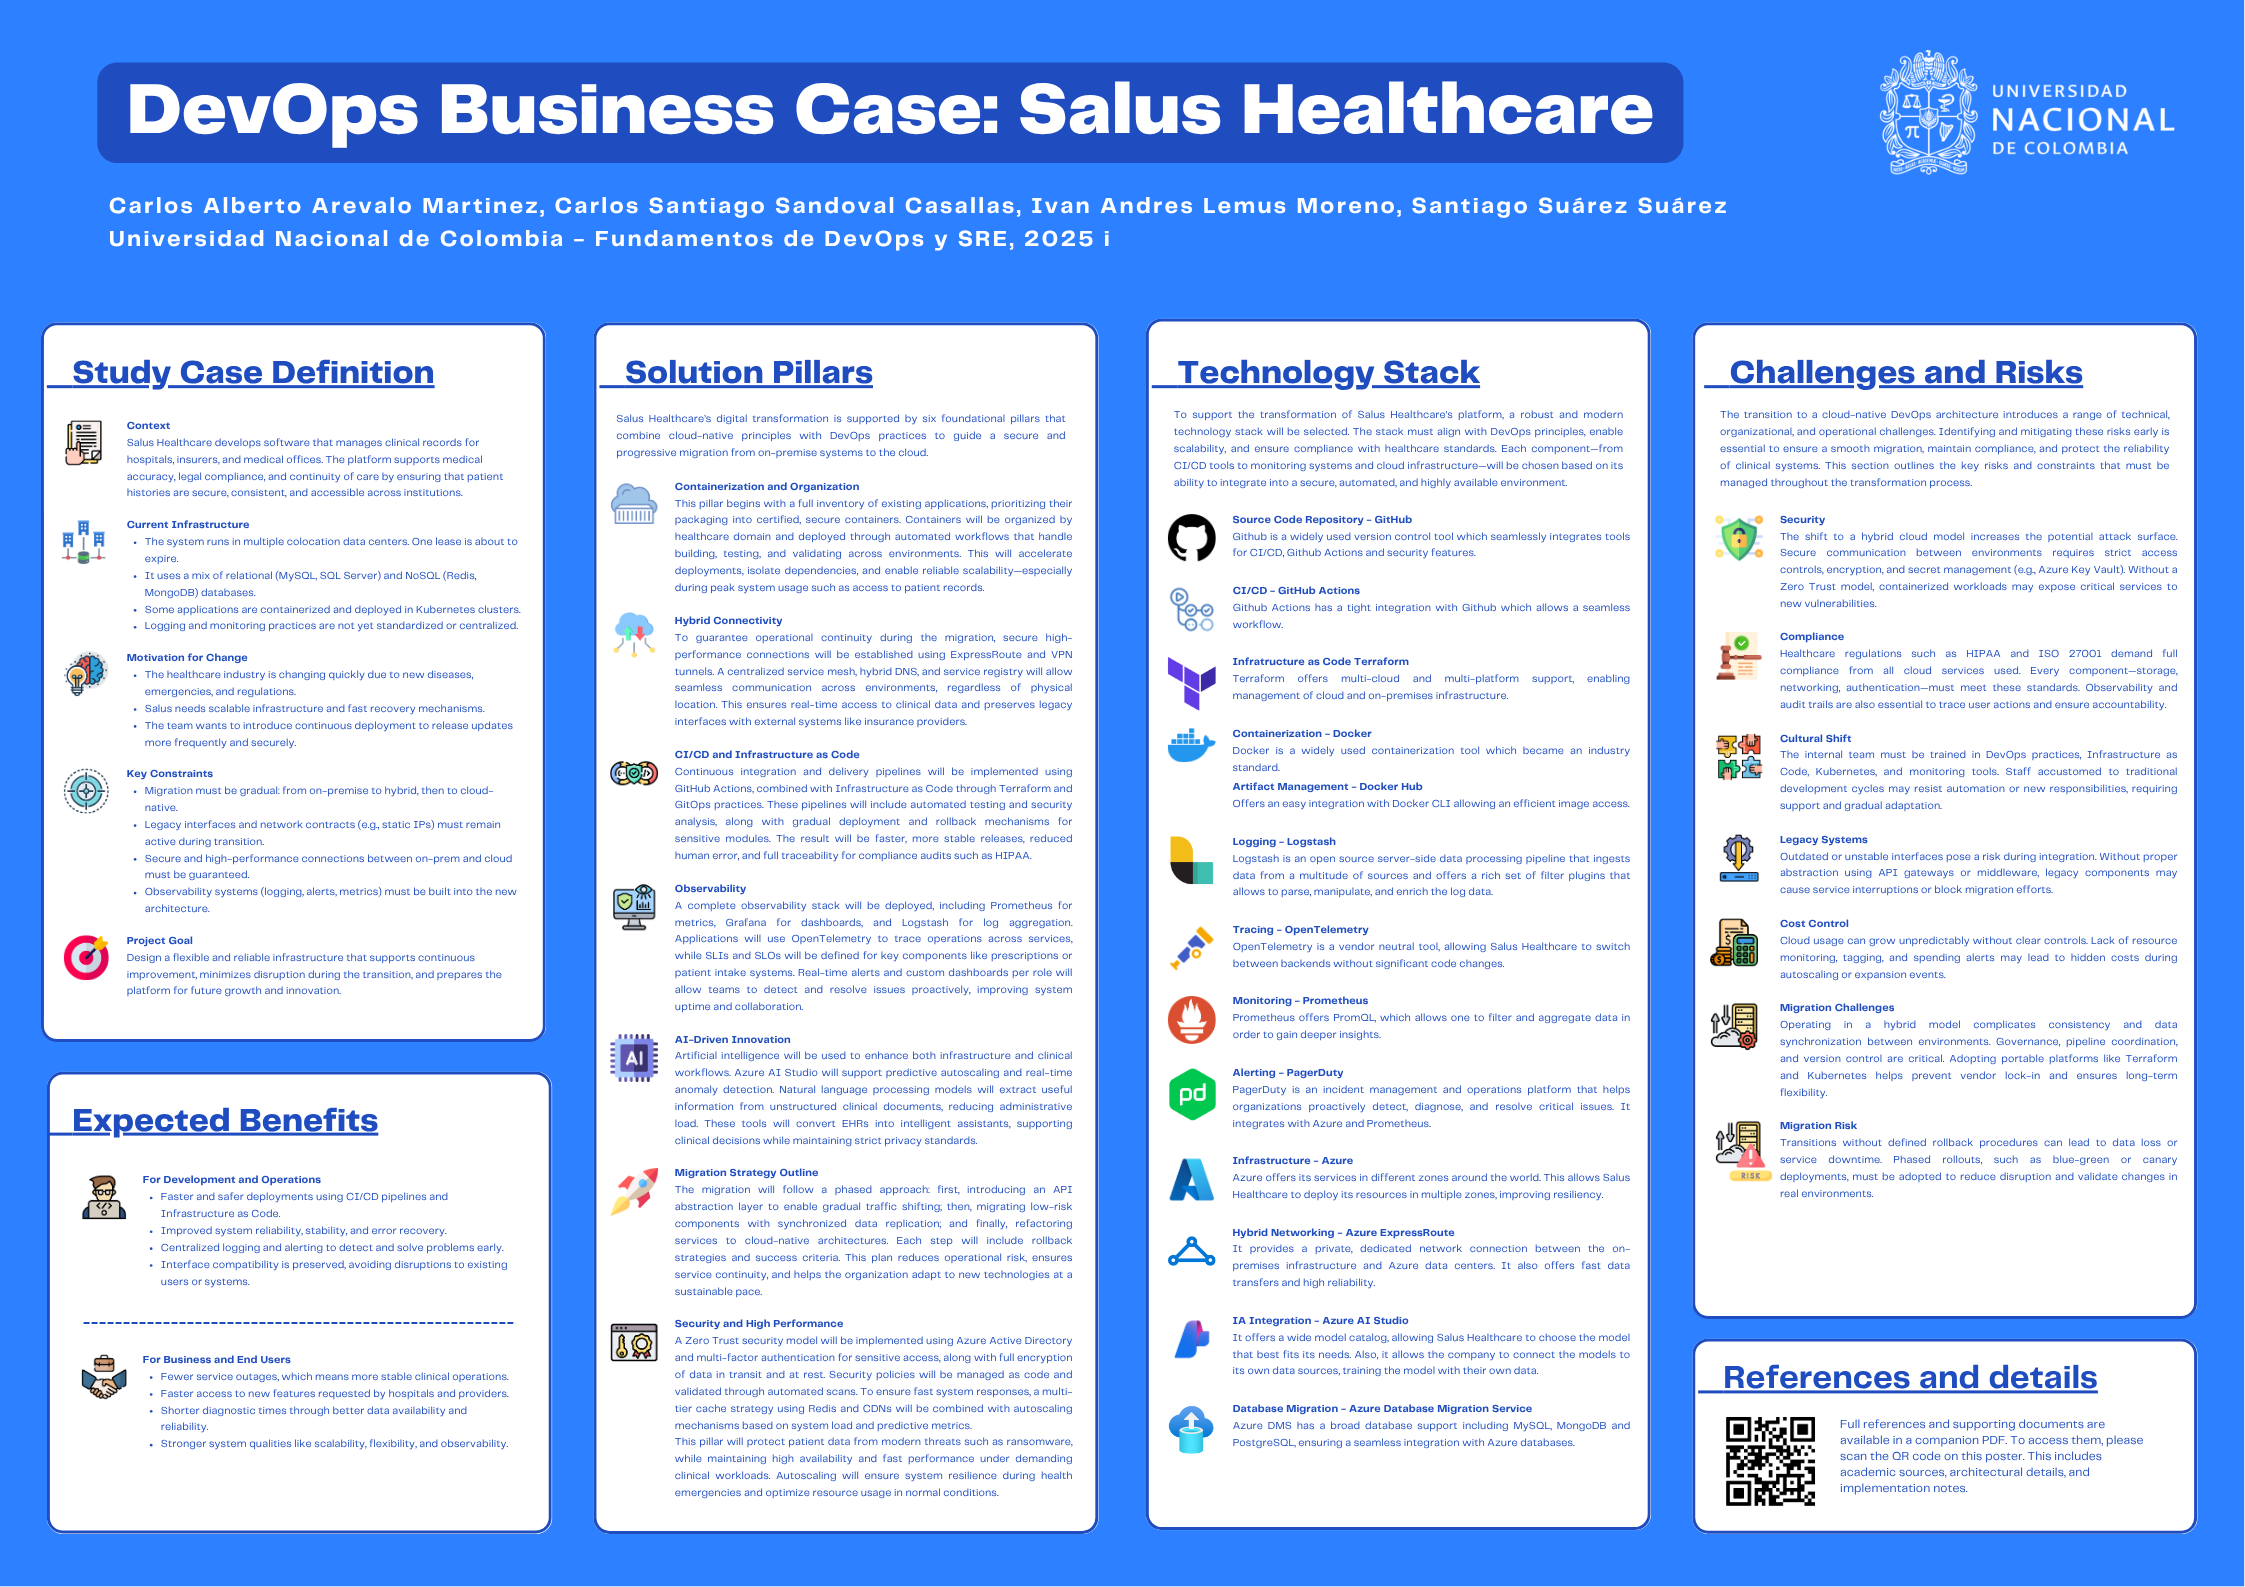 DevOps Business Case: Salus Healthcare
UNIVERSIDAD
NACIONAL
DE COLOMBIA
Carlos Alberto Arevalo Martinez, Carlos Santiago Sandoval Casallas, Ivan Andres Lemus Moreno, Santiago Suárez Suárez
Universidad Nacional de Colombia - Fundamentos de DevOps y SRE, 2025 i
Study Case Definition
Context
Salus Healthcare develops software that manages clinical records for
hospitals, insurers, and medical offices. The platform supports medical
accuracy, legal compliance, and continuity of care by ensuring that patient
histories are secure, consistent, and accessible across institutions.
Current Infrastructure
• The system runs in multiple colocation data centers. One lease is about to
expire.
• It uses a mix of relational (MySQL, SQL Server) and NoSQL (Redis,
MongoDB) databases.
• Some applications are containerized and deployed in Kubernetes clusters.
• Logging and monitoring practices are not yet standardized or centralized.
Motivation for Change
• The healthcare industry is changing quickly due to new diseases,
emergencies, and regulations.
• Salus needs scalable infrastructure and fast recovery mechanisms.
• The team wants to introduce continuous deployment to release updates
more frequently and securely.
Key Constraints
• Migration must be gradual: from on-premise to hybrid, then to cloud-
native.
• Legacy interfaces and network contracts (e.g., static IPs) must remain
active during transition.
• Secure and high-performance connections between on-prem and cloud
must be guaranteed.
• Observability systems (logging, alerts, metrics) must be built into the new
architecture.
Project Goal
Design a flexible and reliable infrastructure that supports continuous
improvement, minimizes disruption during the transition, and prepares the
platform for future growth and innovation.
Expected Benefits
For Development and Operations
• Faster and safer deployments using CI/CD pipelines and
Infrastructure as Code.
• Improved system reliability, stability, and error recovery.
• Centralized logging and alerting to detect and solve problems early.
• Interface compatibility is preserved, avoiding disruptions to existing
users or systems.
For Business and End Users
• Fewer service outages, which means more stable clinical operations.
• Faster access to new features requested by hospitals and providers.
• Shorter diagnostic times through better data availability and
reliability.
• Stronger system qualities like scalability, flexibility, and observability.
Solution Pillars
Salus Healthcare's digital transformation is supported by six foundational pillars that
combine cloud-native principles with DevOps practices to guide a secure and
progressive migration from on-premise systems to the cloud.
Containerization and Organization
This pillar begins with a full inventory of existing applications, prioritizing their
packaging into certified, secure containers. Containers will be organized by
healthcare domain and deployed through automated workflows that handle
building, testing, and validating across environments. This will accelerate
deployments, isolate dependencies, and enable reliable scalability—especially
during peak system usage such as access to patient records.
Hybrid Connectivity
To guarantee operational continuity during the migration, secure high-
performance connections will be established using ExpressRoute and VPN
tunnels. A centralized service mesh, hybrid DNS, and service registry will allow
seamless communication across environments, regardless of physical
location. This ensures real-time access to clinical data and preserves legacy
interfaces with external systems like insurance providers.
CI/CD and Infrastructure as Code
Continuous integration and delivery pipelines will be implemented using
GitHub Actions, combined with Infrastructure as Code through Terraform and
GitOps practices. These pipelines will include automated testing and security
analysis, along with gradual deployment and rollback mechanisms for
sensitive modules. The result will be faster, more stable releases, reduced
human error, and full traceability for compliance audits such as HIPAA.
Observability
A complete observability stack will be deployed, including Prometheus for
metrics, Grafana for dashboards, and Logstash for log aggregation.
Applications will use OpenTelemetry to trace operations across services,
while SLIs and SLOs will be defined for key components like prescriptions or
patient intake systems. Real-time alerts and custom dashboards per role will
allow teams to detect and resolve issues proactively, improving system
uptime and collaboration.
AI
AI-Driven Innovation
Artificial intelligence will be used to enhance both infrastructure and clinical
workflows. Azure AI Studio will support predictive autoscaling and real-time
anomaly detection. Natural language processing models will extract useful
information from unstructured clinical documents, reducing administrative
load. These tools will convert EHRs into intelligent assistants, supporting
clinical decisions while maintaining strict privacy standards.
Migration Strategy Outline
The migration will follow a phased approach: first, introducing an API
abstraction layer to enable gradual traffic shifting; then, migrating low-risk
components with synchronized data replication; and finally, refactoring
services to cloud-native architectures. Each step will include rollback
strategies and success criteria. This plan reduces operational risk, ensures
service continuity, and helps the organization adapt to new technologies at a
sustainable pace.
Security and High Performance
A Zero Trust security model will be implemented using Azure Active Directory
and multi-factor authentication for sensitive access, along with full encryption
of data in transit and at rest. Security policies will be managed as code and
validated through automated scans. To ensure fast system responses, a multi-
tier cache strategy using Redis and CDNs will be combined with autoscaling
mechanisms based on system load and predictive metrics.
This pillar will protect patient data from modern threats such as ransomware,
while maintaining high availability and fast performance under demanding
clinical workloads. Autoscaling will ensure system resilience during health
emergencies and optimize resource usage in normal conditions.
Technology Stack
To support the transformation of Salus Healthcare's platform, a robust and modern
technology stack will be selected. The stack must align with DevOps principles, enable
scalability, and ensure compliance with healthcare standards. Each component—from
CI/CD tools to monitoring systems and cloud infrastructure—will be chosen based on its
ability to integrate into a secure, automated, and highly available environment.
Source Code Repository - GitHub
Github is a widely used version control tool which seamlessly integrates tools
for CI/CD, Github Actions and security features.
CI/CD - GitHub Actions
Github Actions has a tight integration with Github which allows a seamless
workflow.
Infratructure as Code Terraform
Terraform offers multi-cloud and multi-platform support, enabling
management of cloud and on-premises infrastructure.
Containerization - Docker
Docker is a widely used containerization tool which became an industry
standard.
Artifact Management - Docker Hub
Offers an easy integration with Docker CLI allowing an efficient image access.
Logging - Logstash
Logstash is an open source server-side data processing pipeline that ingests
data from a multitude of sources and offers a rich set of filter plugins that
allows to parse, manipulate, and enrich the log data.
Tracing - OpenTelemetry
OpenTelemetry is a vendor neutral tool, allowing Salus Healthcare to switch
between backends without significant code changes.
Monitoring - Prometheus
Prometheus offers PromQL, which allows one to filter and aggregate data in
order to gain deeper insights.
pd
Alerting - PagerDuty
PagerDuty is an incident management and operations platform that helps
organizations proactively detect, diagnose, and resolve critical issues. It
integrates with Azure and Prometheus.
Infrastructure - Azure
Azure offers its services in different zones around the world. This allows Salus
Healthcare to deploy its resources in multiple zones, improving resiliency.
Hybrid Networking - Azure ExpressRoute
It provides a private, dedicated network connection between the on-
premises infrastructure and Azure data centers. It also offers fast data
transfers and high reliability.
IA Integration - Azure AI Studio
It offers a wide model catalog, allowing Salus Healthcare to choose the model
that best fits its needs. Also, it allows the company to connect the models to
its own data sources, training the model with their own data.
Database Migration - Azure Database Migration Service
Azure DMS has a broad database support including MySQL, MongoDB and
PostgreSQL, ensuring a seamless integration with Azure databases.
Challenges and Risks
The transition to a cloud-native DevOps architecture introduces a range of technical,
organizational, and operational challenges. Identifying and mitigating these risks early is
essential to ensure a smooth migration, maintain compliance, and protect the reliability
of clinical systems. This section outlines the key risks and constraints that must be
managed throughout the transformation process.
Security
The shift to a hybrid cloud model increases the potential attack surface.
Secure communication between environments requires strict access
controls, encryption, and secret management (e.g., Azure Key Vault). Without a
Zero Trust model, containerized workloads may expose critical services to
new vulnerabilities.
Compliance
Healthcare regulations such as HIPAA and ISO 27001 demand full
compliance from all cloud services used. Every component—storage,
networking, authentication—must meet these standards. Observability and
audit trails are also essential to trace user actions and ensure accountability.
Cultural Shift
The internal team must be trained in DevOps practices, Infrastructure as
Code, Kubernetes, and monitoring tools. Staff accustomed to traditional
development cycles may resist automation or new responsibilities, requiring
support and gradual adaptation.
Legacy Systems
Outdated or unstable interfaces pose a risk during integration. Without proper
abstraction using API gateways or middleware, legacy components may
cause service interruptions or block migration efforts.
Cost Control
Cloud usage can grow unpredictably without clear controls. Lack of resource
monitoring, tagging, and spending alerts may lead to hidden costs during
autoscaling or expansion events.
Migration Challenges
Operating in a hybrid model complicates consistency and data
synchronization between environments. Governance, pipeline coordination,
and version control are critical. Adopting portable platforms like Terraform
and Kubernetes helps prevent vendor lock-in and ensures long-term
flexibility.
RISK
Migration Risk
Transitions without defined rollback procedures can lead to data loss or
service downtime. Phased rollouts, such as blue-green or canary
deployments, must be adopted to reduce disruption and validate changes in
real environments.
References and details
Full references and supporting documents are
available in a companion PDF. To access them, please
scan the QR code on this poster. This includes
academic sources, architectural details, and
implementation notes.